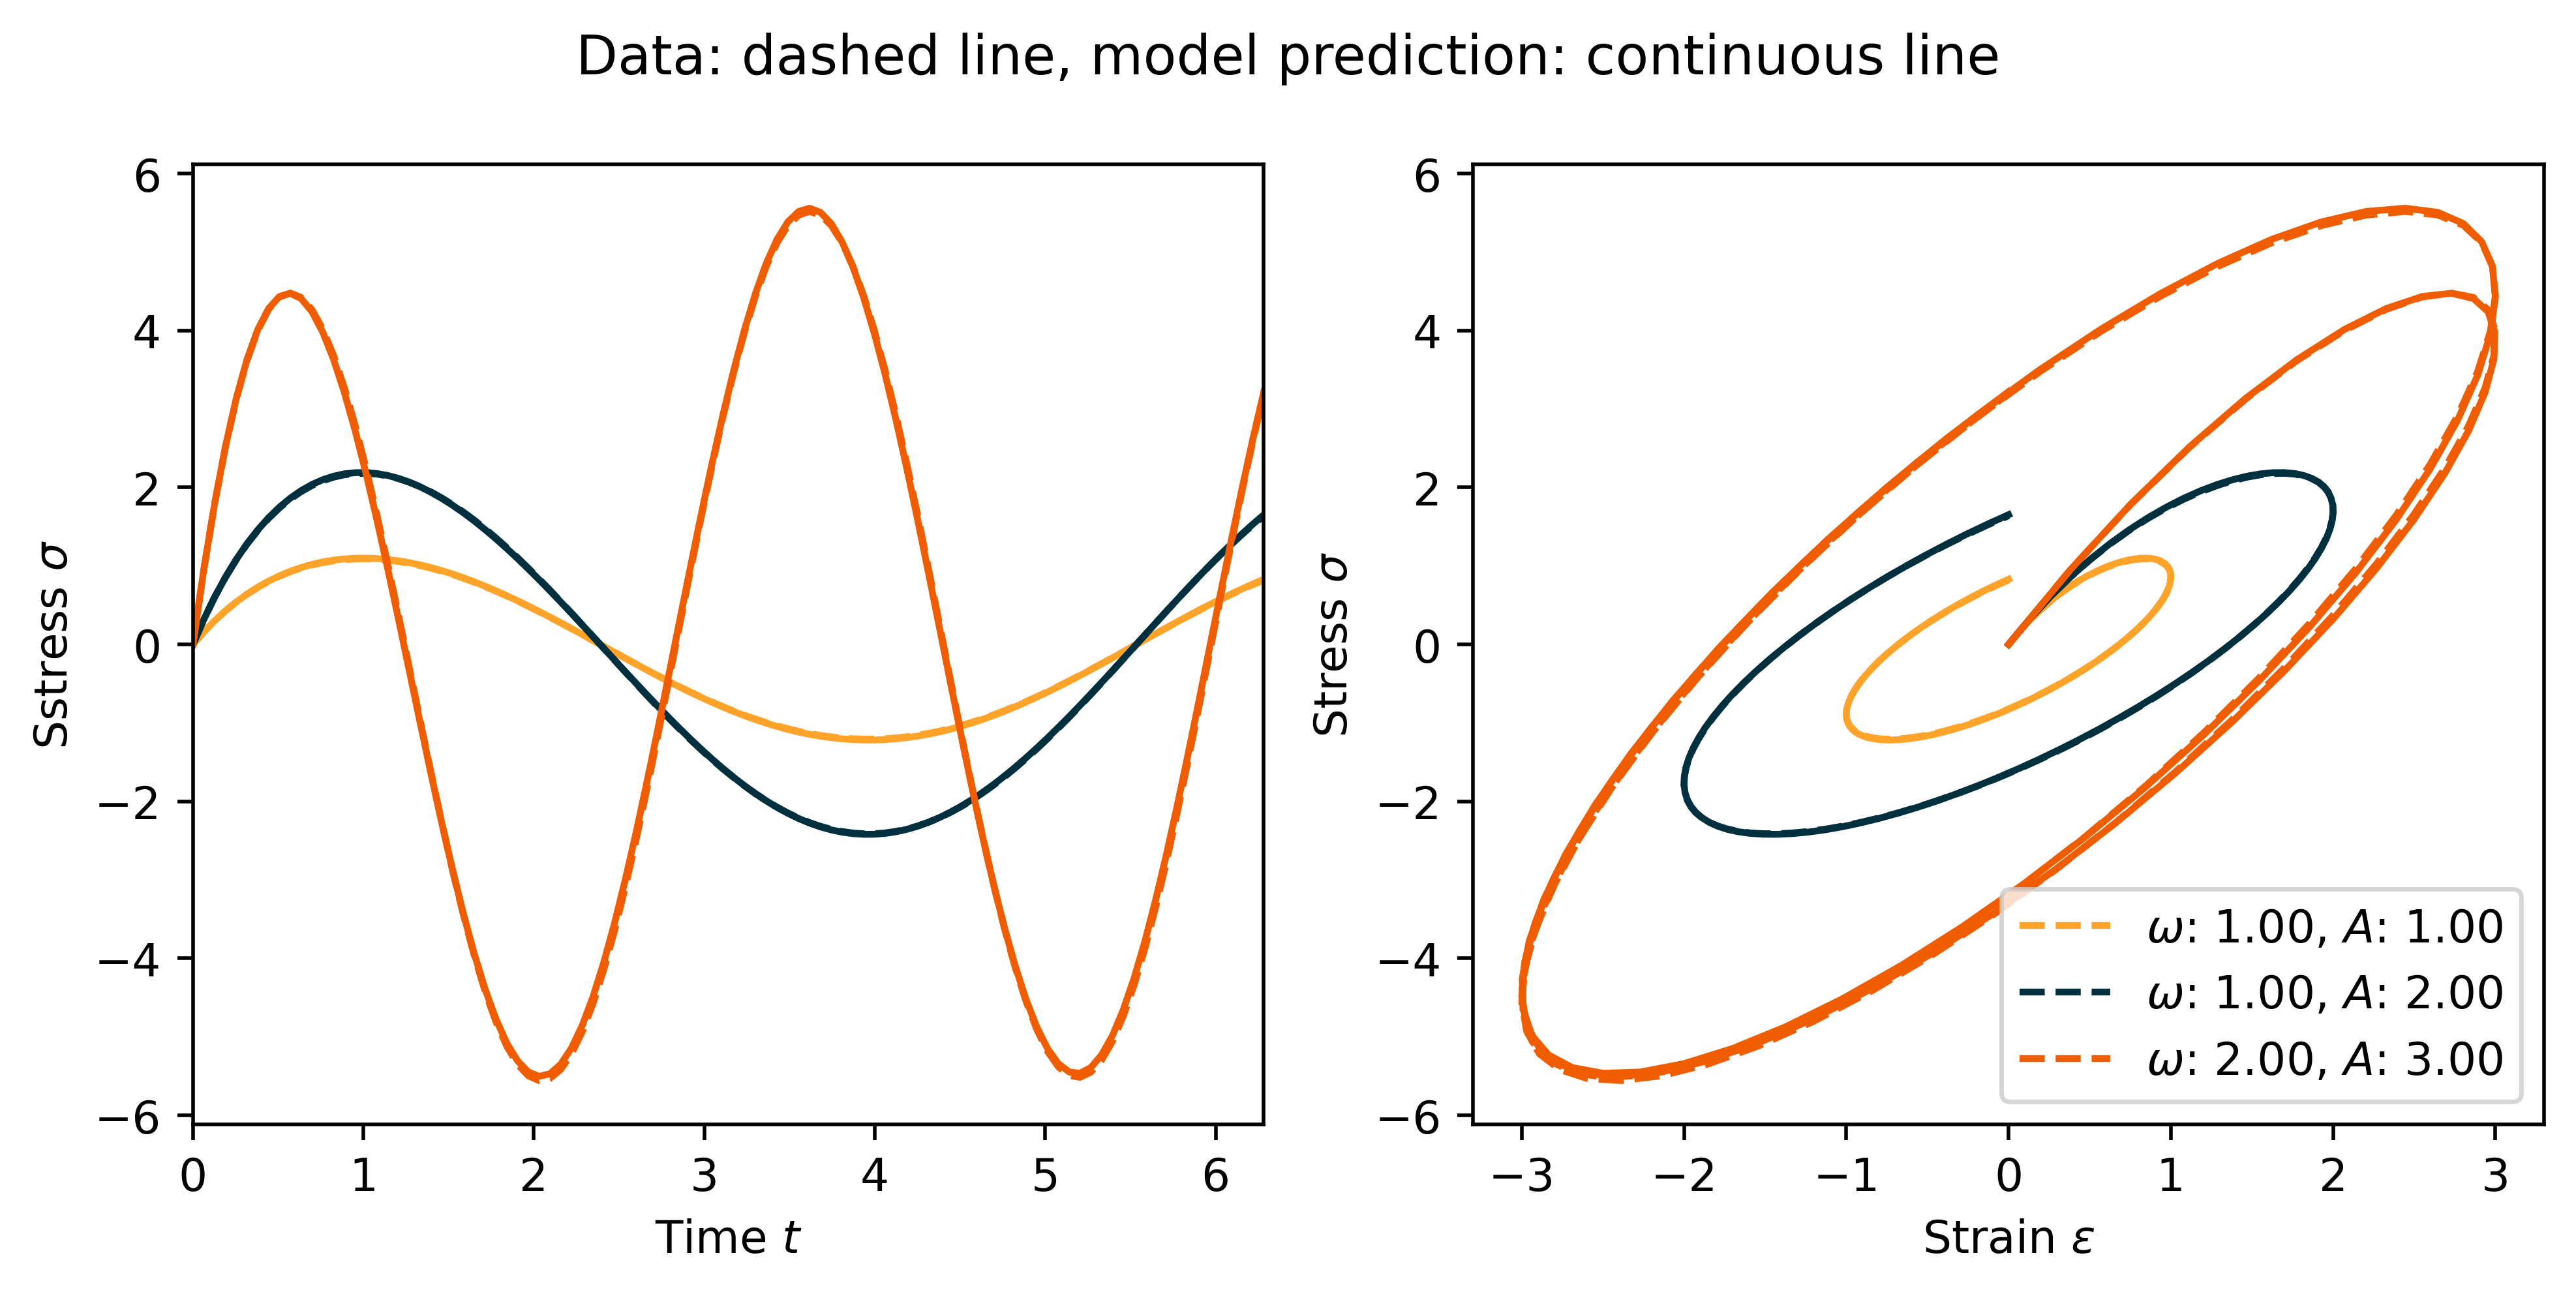 Data: dashed line, model prediction: continuous line
6
4
2
0
−2
−4
−6
Sstress σ
0 1 2 3 4 5 6
Time t
6
4
2
0
−2
−4
−6
Stress σ
−3 −2 −1 0 1 2 3
Strain ε
ω: 1.00, A: 1.00
ω: 1.00, A: 2.00
ω: 2.00, A: 3.00